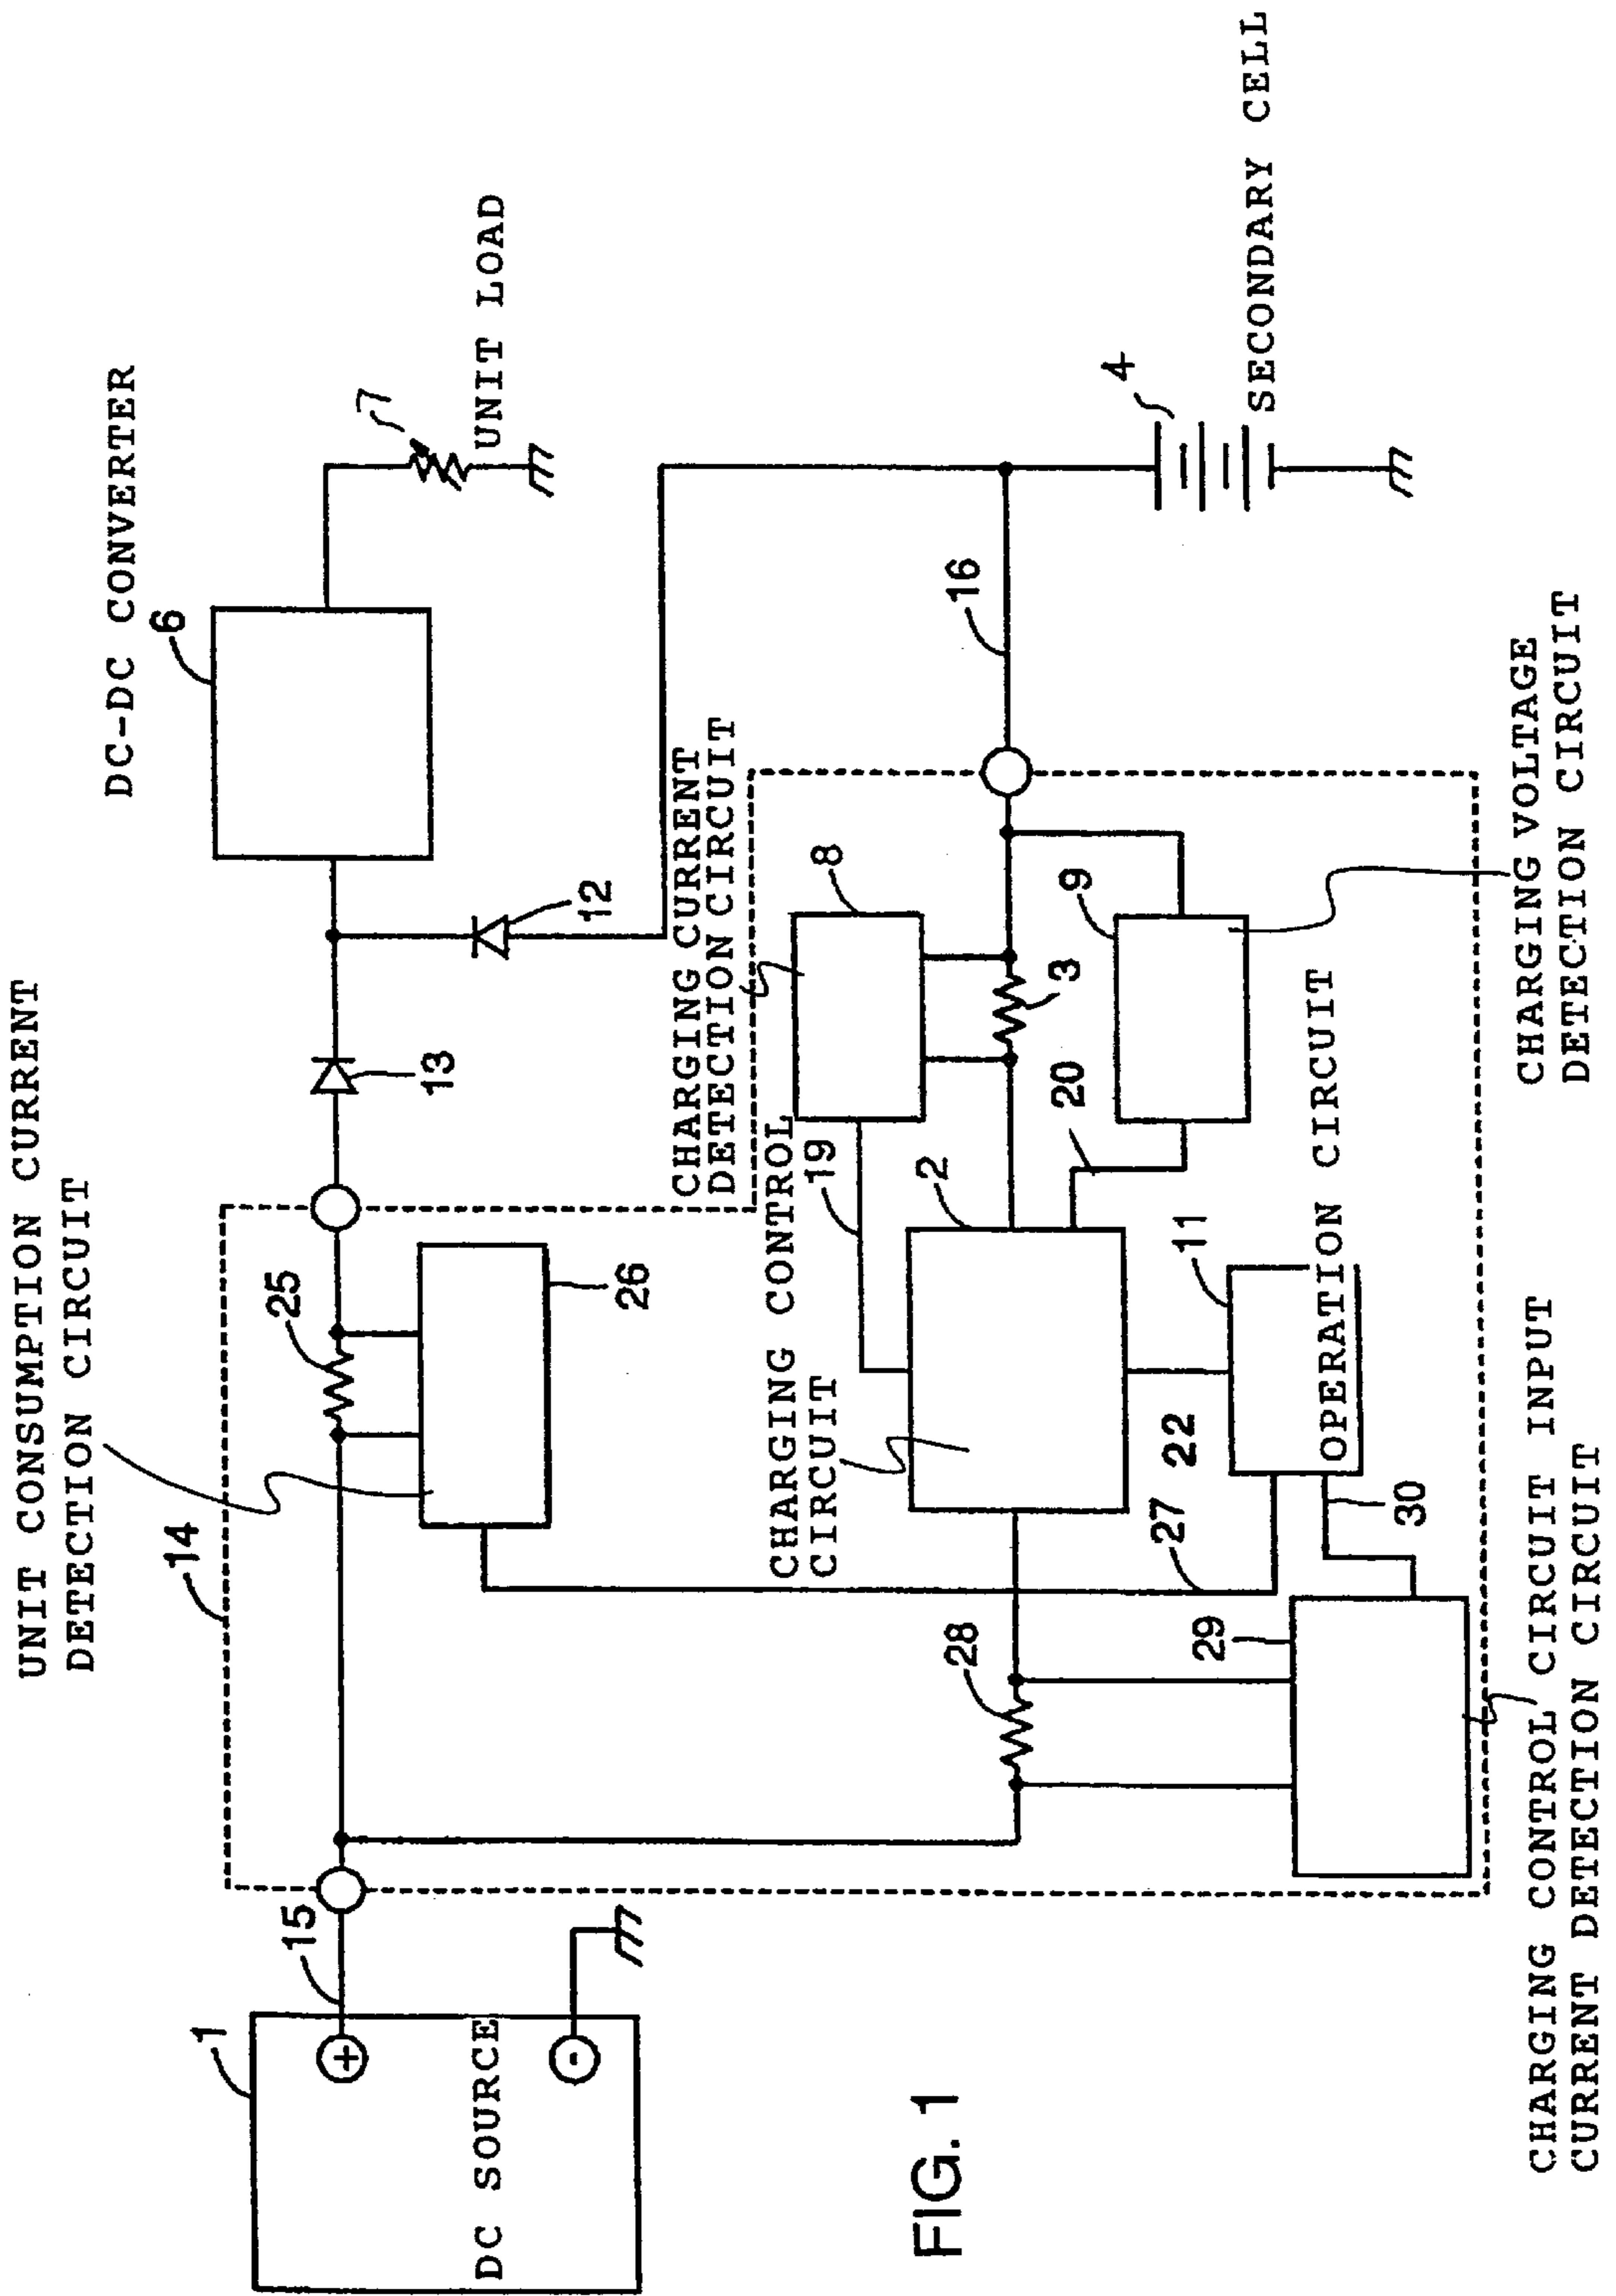 UNIT CONSUMPTION CURRENT
DETECTION CIRCUIT
DC-DC CONVERTER
14
25
26
13
12
6
7
UNIT LOAD
1
15
+
-
DC SOURCE
CHARGING CURRENT
DETECTION CIRCUIT
CHARGING CONTROL
CIRCUIT
19
8
2
3
20
9
16
4
SECONDARY CELL
28
27
22
11
OPERATION CIRCUIT
29
30
CHARGING VOLTAGE
DETECTION CIRCUIT
CHARGING CONTROL CIRCUIT INPUT
CURRENT DETECTION CIRCUIT
FIG. 1